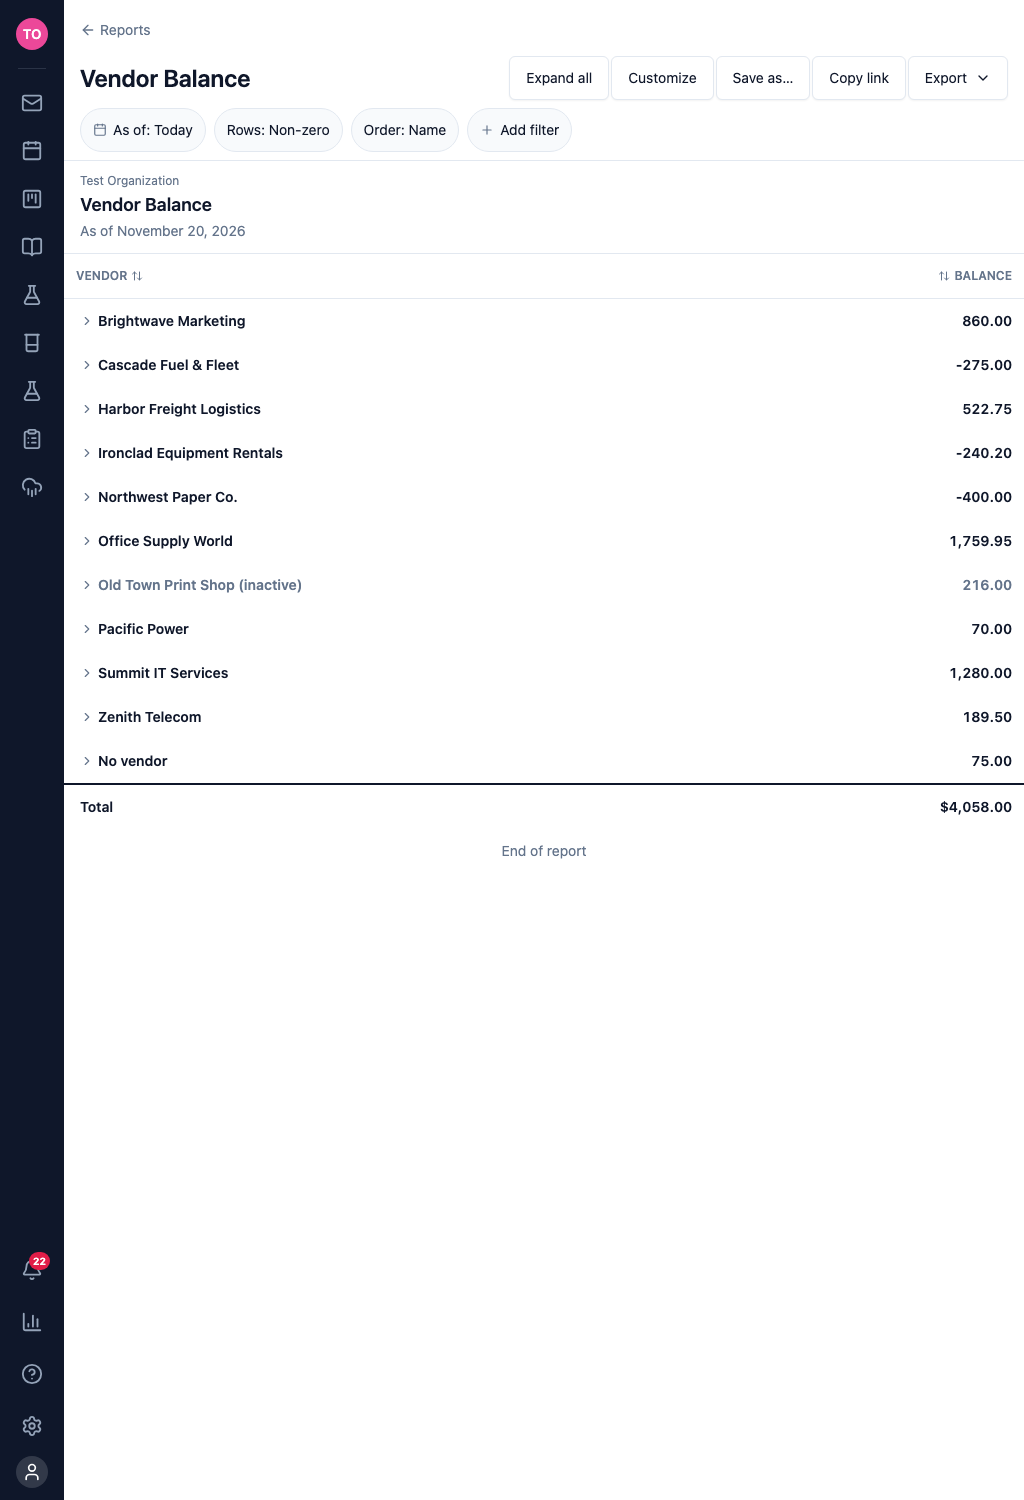 TO
Reports
Vendor Balance
Expand all
Customize
Save as...
Copy link
Export
As of: Today
Rows: Non-zero
Order: Name
Add filter
Test Organization
Vendor Balance
As of November 20, 2026
VENDOR BALANCE
Brightwave Marketing 860.00
Cascade Fuel & Fleet -275.00
Harbor Freight Logistics 522.75
Ironclad Equipment Rentals -240.20
Northwest Paper Co. -400.00
Office Supply World 1,759.95
Old Town Print Shop (inactive) 216.00
Pacific Power 70.00
Summit IT Services 1,280.00
Zenith Telecom 189.50
No vendor 75.00
Total $4,058.00
End of report
22